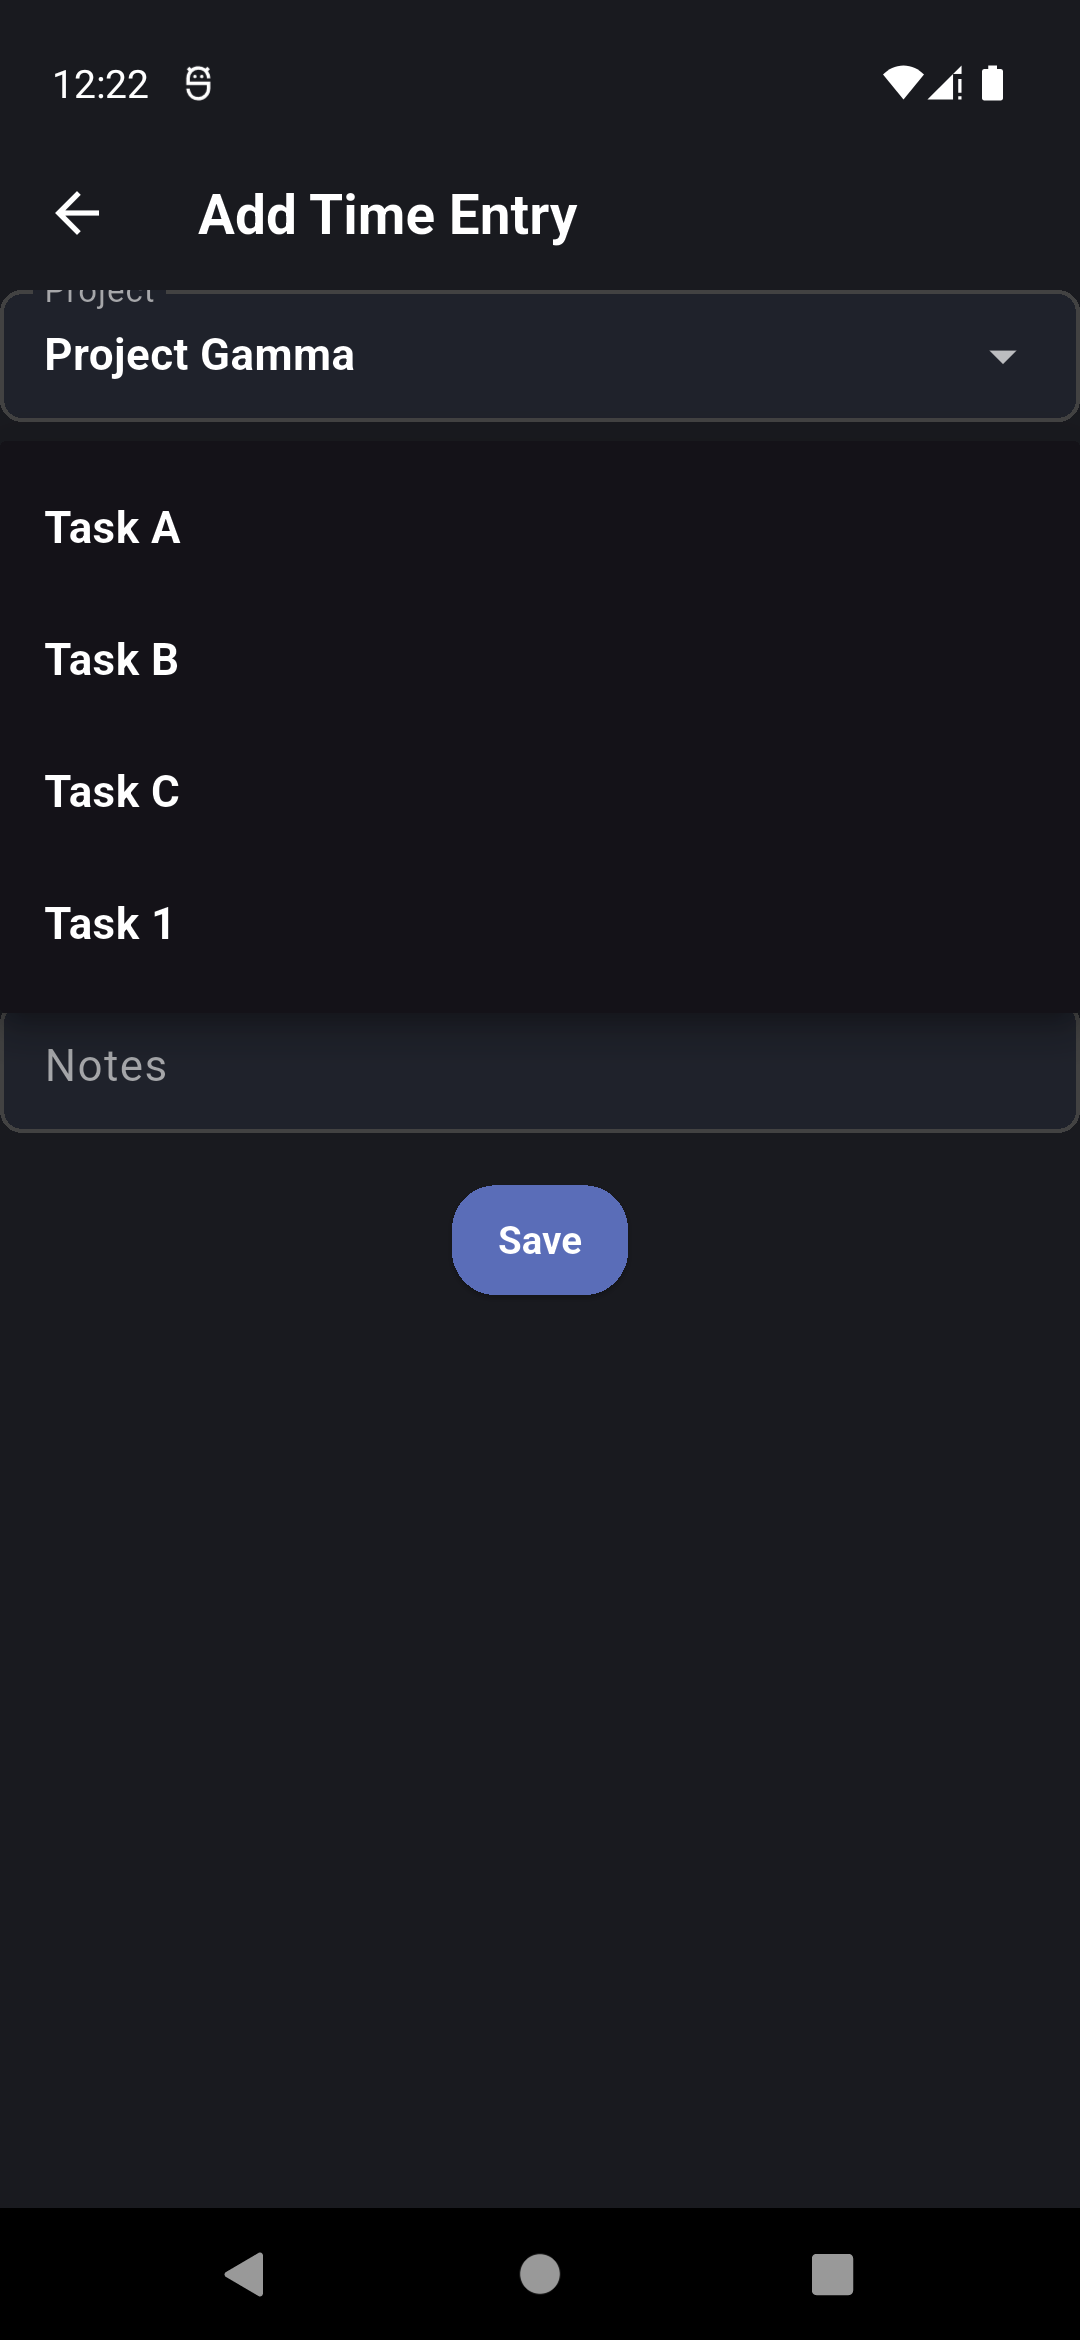 12:22
Add Time Entry
Project
Project Gamma
Task A
Task B
Task C
Task 1
Notes
Save